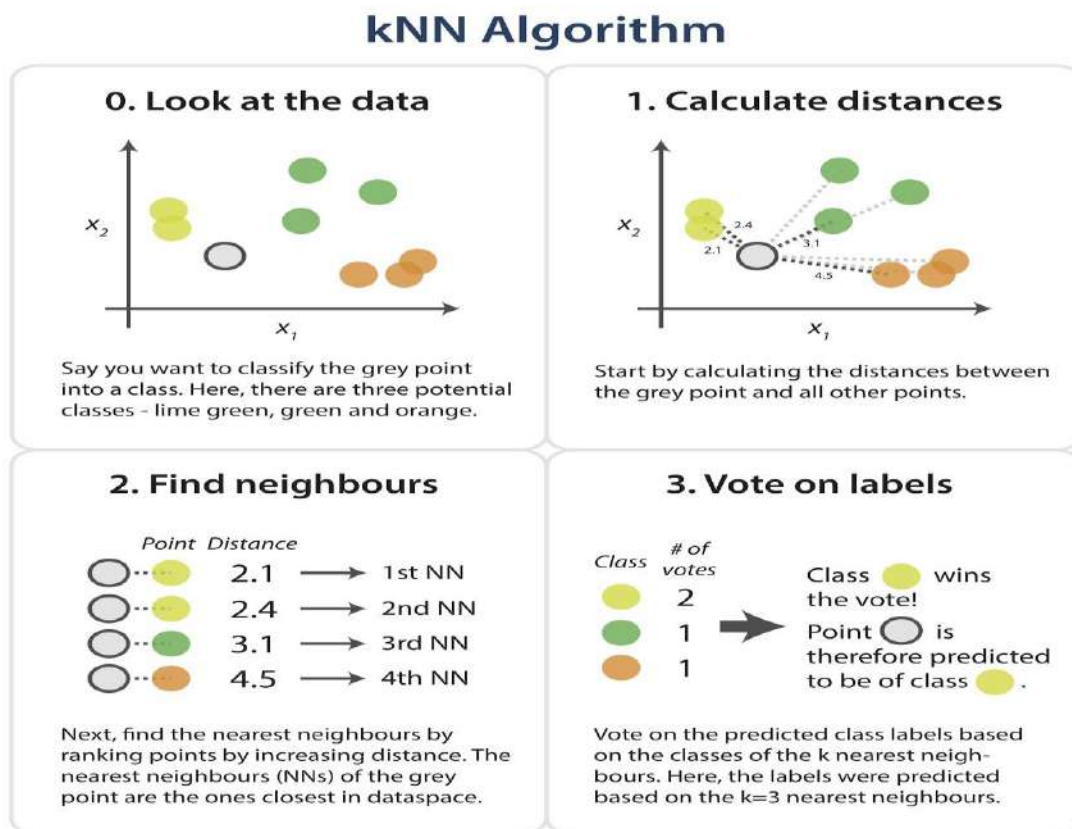 kNN Algorithm
0. Look at the data
x2
x1
Say you want to classify the grey point
into a class. Here, there are three potential
classes - lime green, green and orange.
1. Calculate distances
x2
2.4
2.1
3.1
4.5
x1
Start by calculating the distances between
the grey point and all other points.
2. Find neighbours
Point Distance
2.1 1st NN
2.4 2nd NN
3.1 3rd NN
4.5 4th NN
Next, find the nearest neighbours by
ranking points by increasing distance. The
nearest neighbours (NNs) of the grey
point are the ones closest in dataspace.
3. Vote on labels
Class # of
votes
2
1
1
Class wins
the vote!
Point is
therefore predicted
to be of class .
Vote on the predicted class labels based
on the classes of the k nearest neigh-
bours. Here, the labels were predicted
based on the k=3 nearest neighbours.